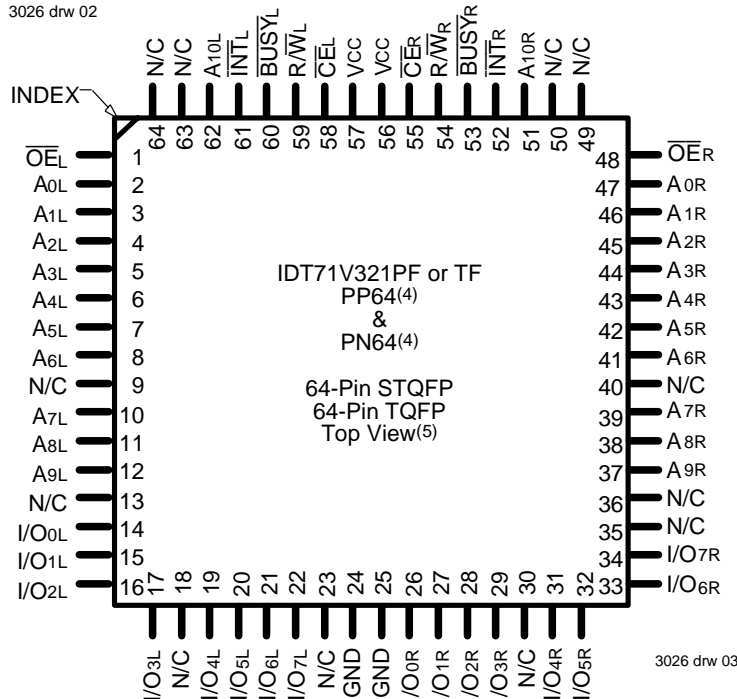 3026 drw 02
INDEX
N/C
N/C
A10L
INTL
BUSYL
R/WL
CEL
VCC
VCC
CER
R/WR
BUSYR
INTR
A10R
N/C
N/C
64 63 62 61 60 59 58 57 56 55 54 53 52 51 50 49
OEL 1
A0L 2
A1L 3
A2L 4
A3L 5
A4L 6
A5L 7
A6L 8
N/C 9
A7L 10
A8L 11
A9L 12
N/C 13
I/O0L 14
I/O1L 15
I/O2L 16
IDT71V321PF or TF
PP64(4)
&
PN64(4)
64-Pin STQFP
64-Pin TQFP
Top View(5)
48 OER
47 A0R
46 A1R
45 A2R
44 A3R
43 A4R
42 A5R
41 A6R
40 N/C
39 A7R
38 A8R
37 A9R
36 N/C
35 N/C
34 I/O7R
33 I/O6R
17 18 19 20 21 22 23 24 25 26 27 28 29 30 31 32
I/O3L
N/C
I/O4L
I/O5L
I/O6L
I/O7L
N/C
GND
GND
/O0R
/O1R
/O2R
/O3R
N/C
I/O4R
I/O5R
3026 drw 03